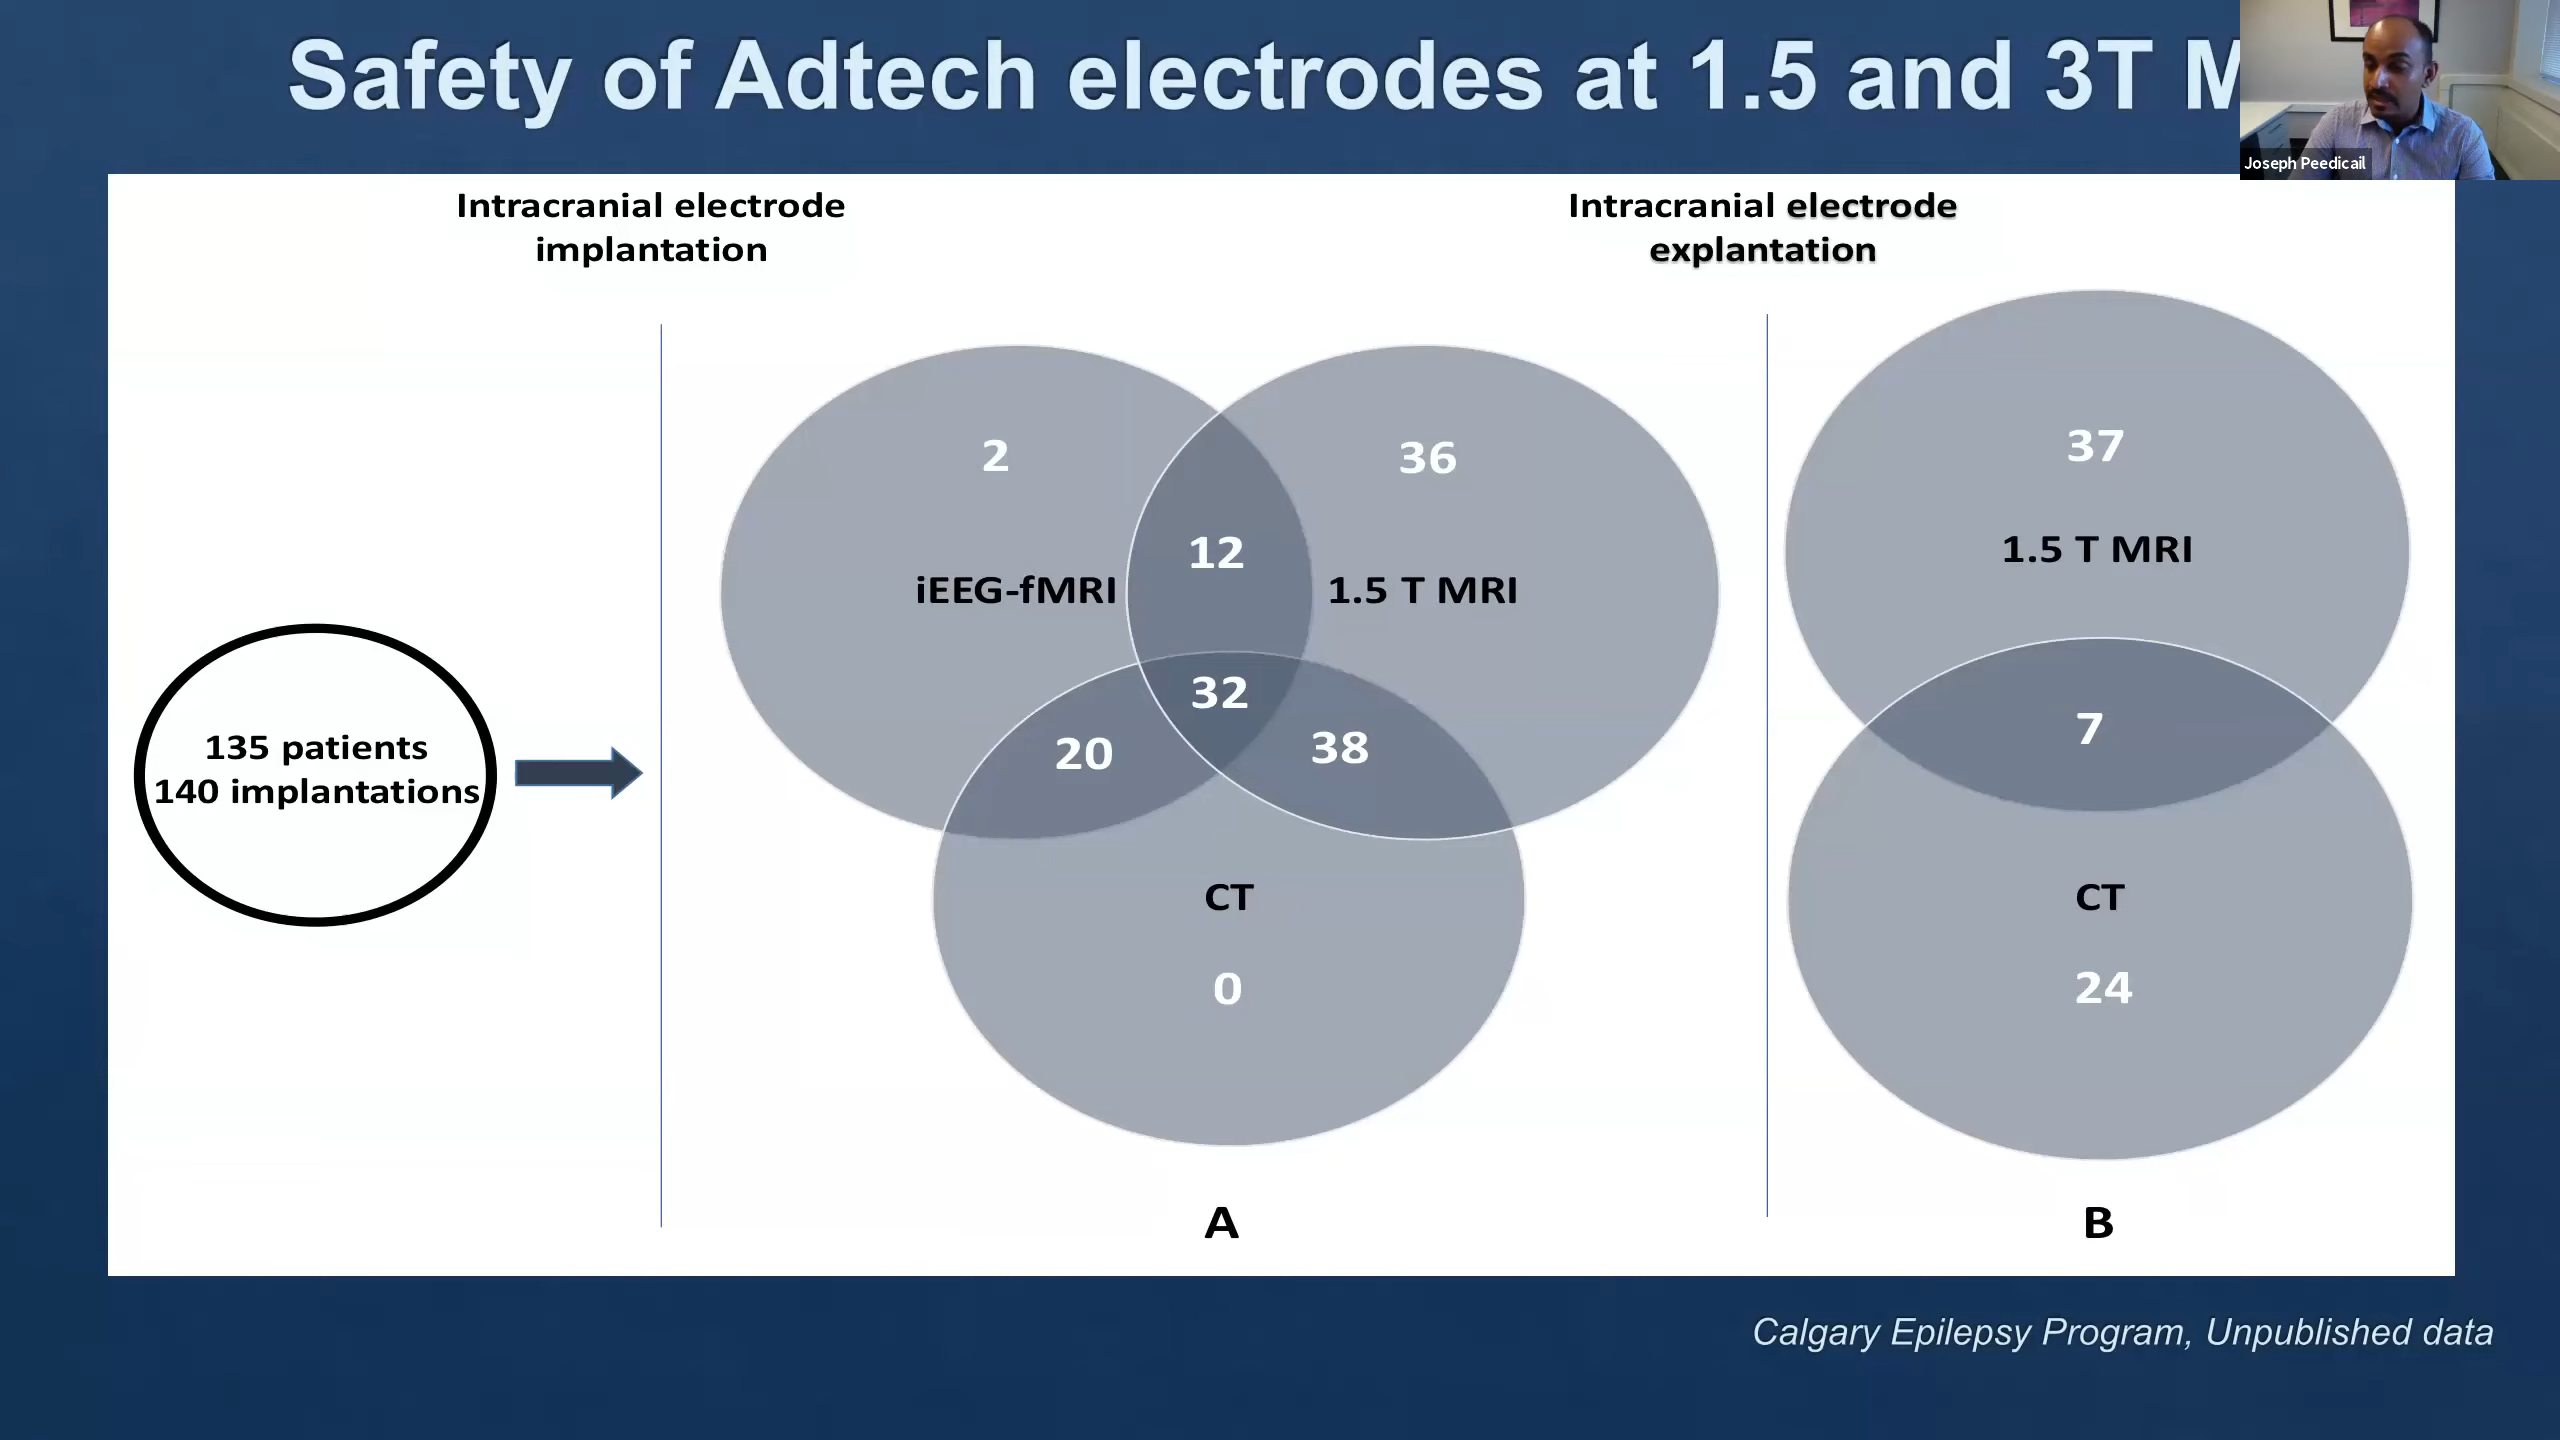 Safety of Adtech electrodes at 1.5 and 3T
Joseph Peedicail
Intracranial electrode
implantation
Intracranial electrode
explantation
135 patients
140 implantations
2
36
12
iEEG-fMRI
1.5 T MRI
32
20
38
CT
0
A
37
1.5 T MRI
7
CT
24
B
Calgary Epilepsy Program, Unpublished data